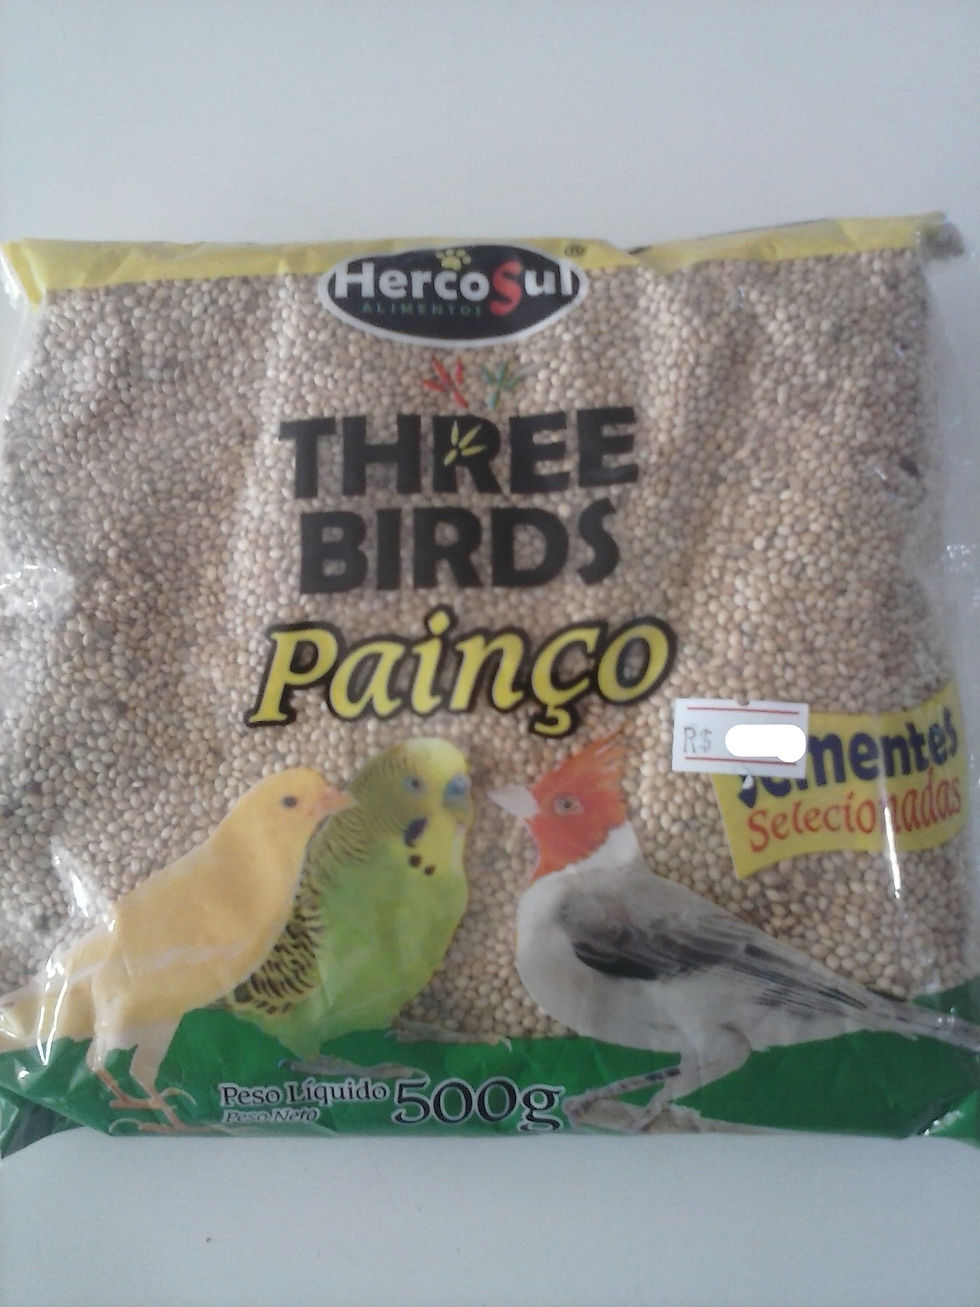 HercoSul
®
ALIMENTOS
THREE
BIRDS
Painço
R$
Sementes
Selecionadas
Peso Líquido 500g
Peso Neto